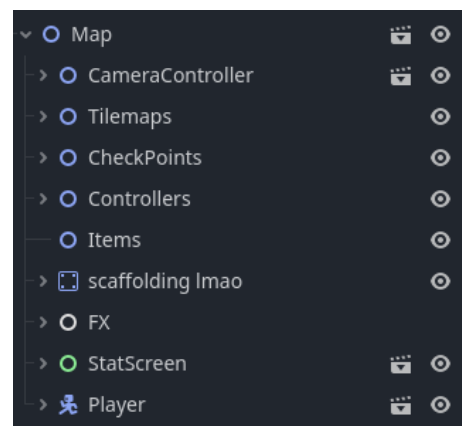 Map
CameraController
Tilemaps
CheckPoints
Controllers
Items
scaffolding lmao
FX
StatScreen
Player